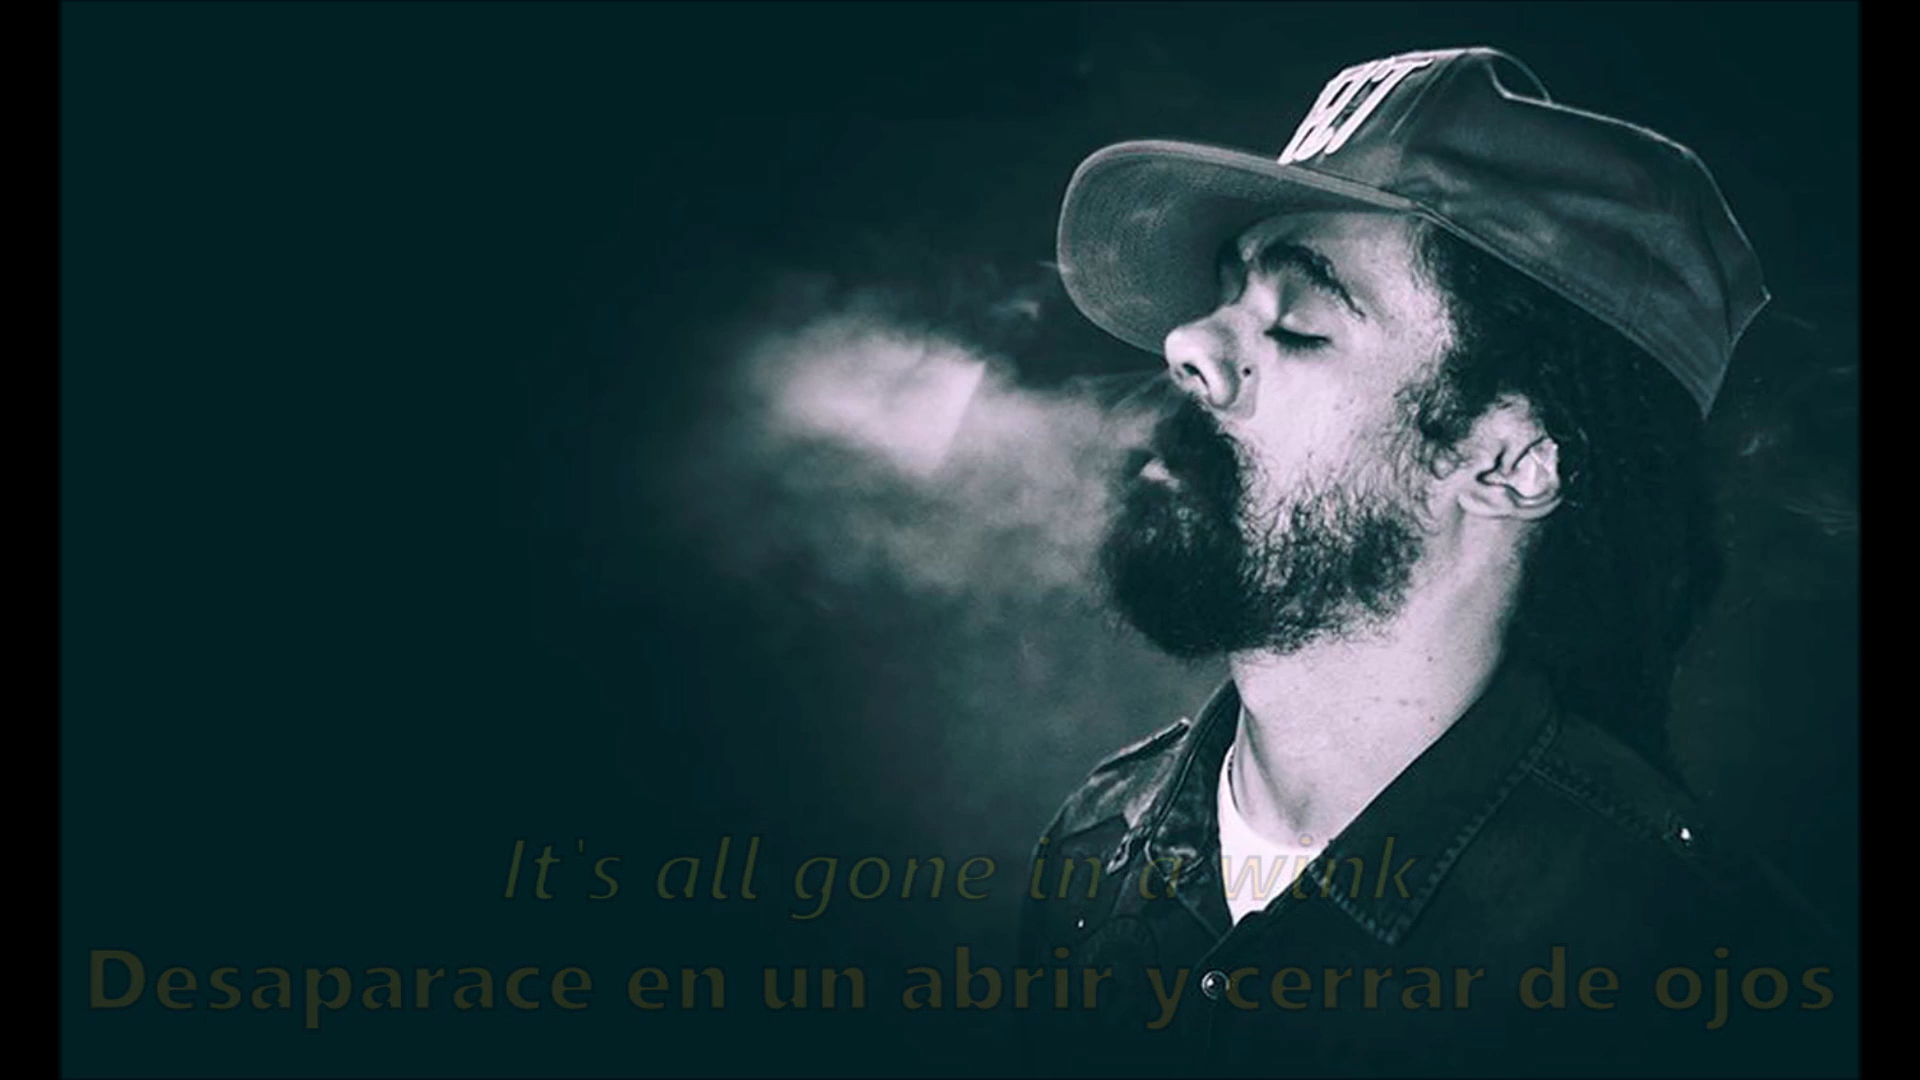 It's all gone in a wink
Desaparace en un abrir y cerrar de ojos